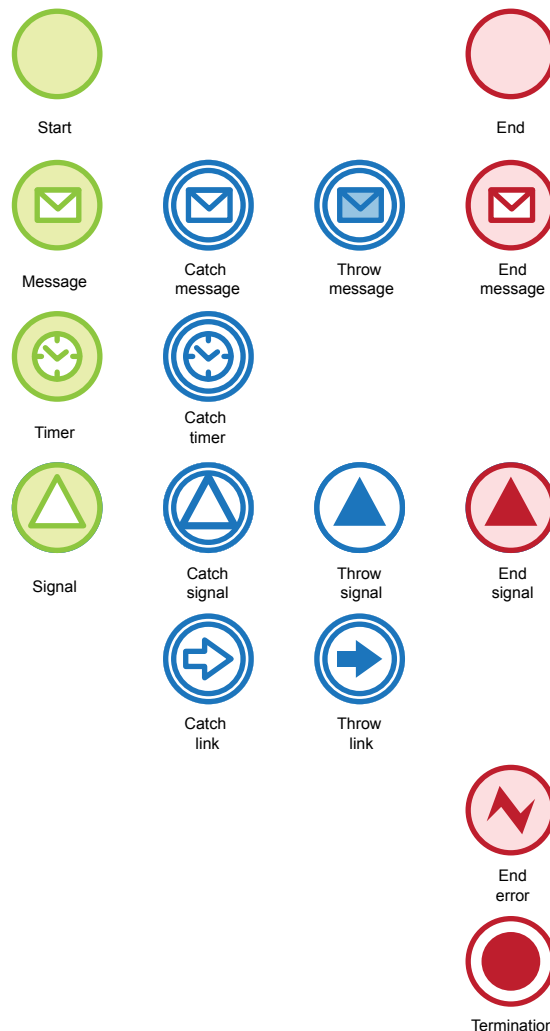 Start
End
Message
Catch
message
Throw
message
End
message
Timer
Catch
timer
Signal
Catch
signal
Throw
signal
End
signal
Catch
link
Throw
link
End
error
Termination